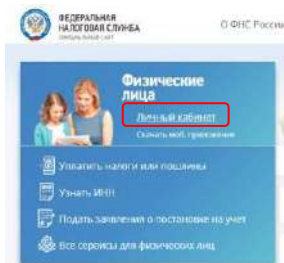 ФЕДЕРАЛЬНАЯ
НАЛОГОВАЯ СЛУЖБА
О ФНС России
Физические
лица
Личный кабинет
Скачать моб. приложение
Уплатить налоги или пошлины
Узнать ИНН
Подать заявления о постановке на учет
Все сервисы для физических лиц